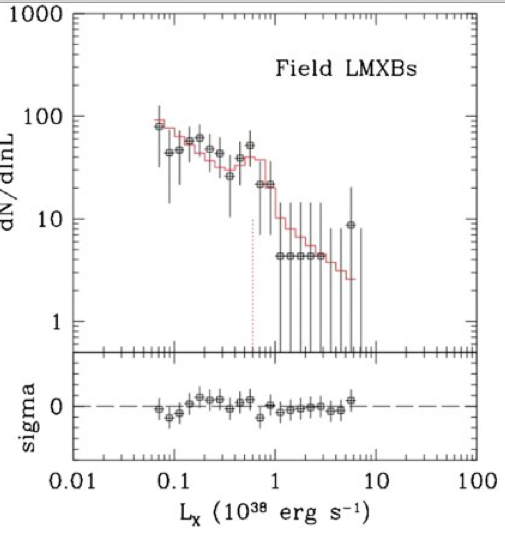 1000
Field LMXBs
100
dN/dlnL
10
1
0
sigma
0.01 0.1 1 10 100
L_X (10^38 erg s^-1)